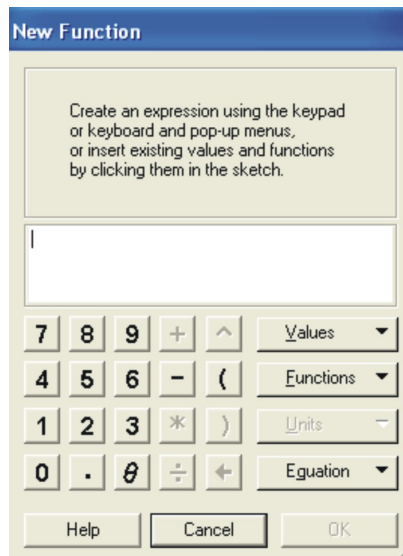 New Function
Create an expression using the keypad
or keyboard and pop-up menus,
or insert existing values and functions
by clicking them in the sketch.
7 8 9 + ^ Values
4 5 6 - ( Functions
1 2 3 * ) Units
0 . θ ÷ ← Equation
Help Cancel OK